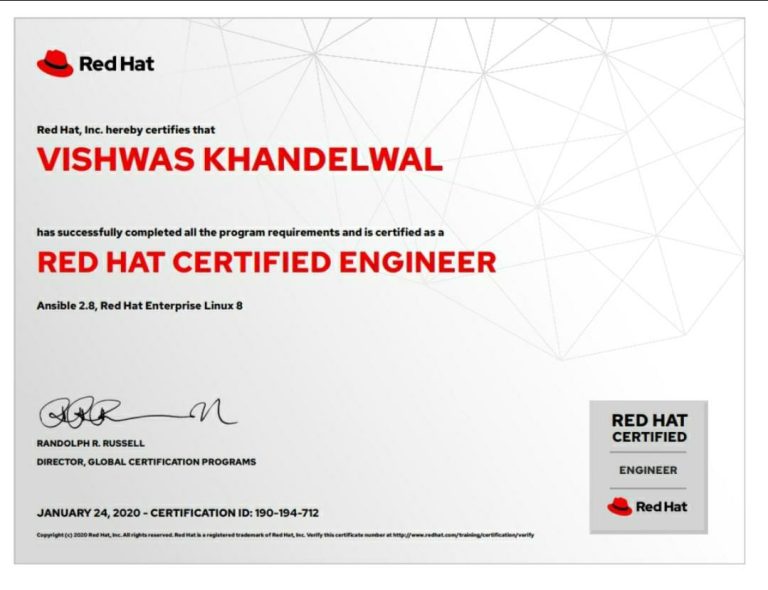 Red Hat
Red Hat, Inc. hereby certifies that
VISHWAS KHANDELWAL
has successfully completed all the program requirements and is certified as a
RED HAT CERTIFIED ENGINEER
Ansible 2.8, Red Hat Enterprise Linux 8
RANDOLPH R. RUSSELL
DIRECTOR, GLOBAL CERTIFICATION PROGRAMS
JANUARY 24, 2020 - CERTIFICATION ID: 190-194-712
Copyright (c) 2020 Red Hat, Inc. All rights reserved. Red Hat is a registered trademark of Red Hat, Inc. Verify this certificate number at http://www.redhat.com/training/certification/verify
RED HAT
CERTIFIED
ENGINEER
Red Hat